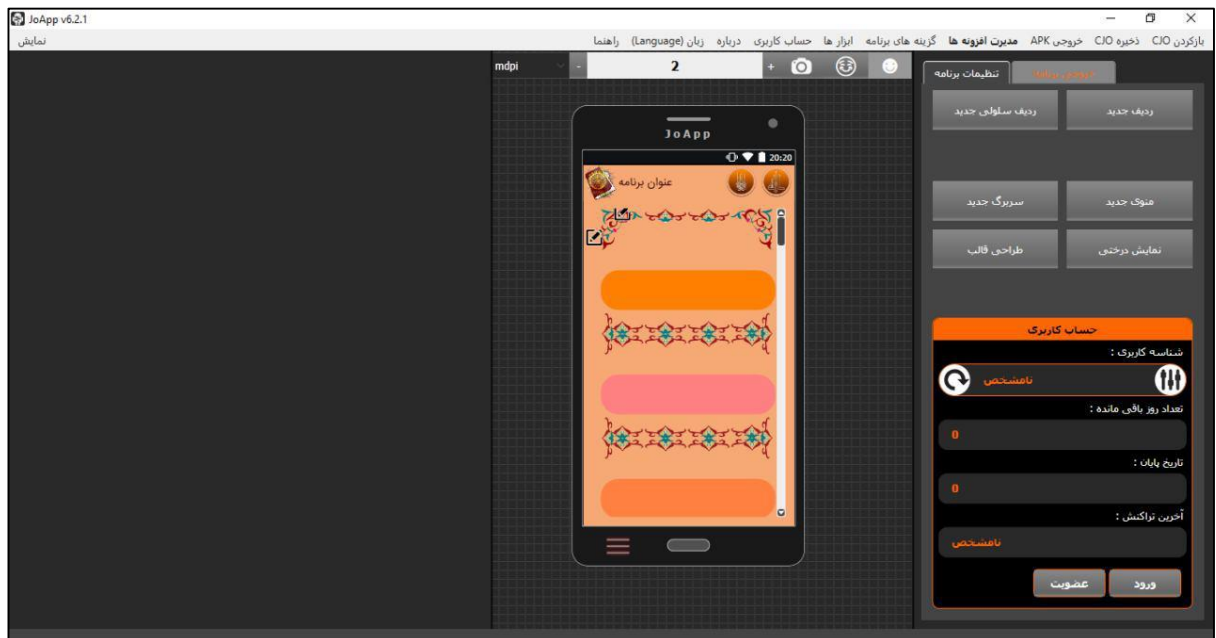 JoApp v6.2.1
بازکردن CJO ذخیره CJO خروجی APK مدیرت افزونه ها گزینه های برنامه ابزار ها حساب کاربری درباره زبان (Language) راهنما نمایش
mdpi - 2 +
تنظیمات برنامه
ردیف جدید ردیف سلولی جدید
منوی جدید سربرگ جدید
نمایش درختی طراحی قالب
JoApp
20:20
عنوان برنامه
حساب کاربری
شناسه کاربری :
نامشخص
تعداد روز باقی مانده :
0
تاریخ پایان :
0
آخرین تراکنش :
نامشخص
ورود عضویت